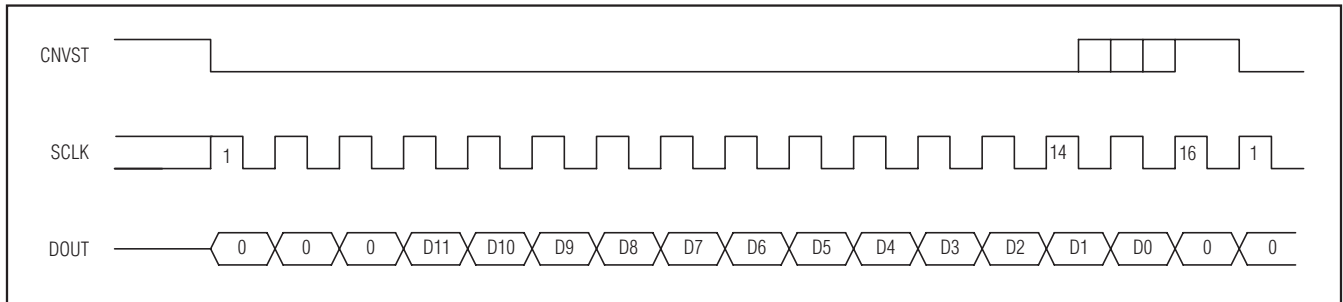 CNVST
SCLK 1 14 16 1
DOUT 0 0 0 D11 D10 D9 D8 D7 D6 D5 D4 D3 D2 D1 D0 0 0